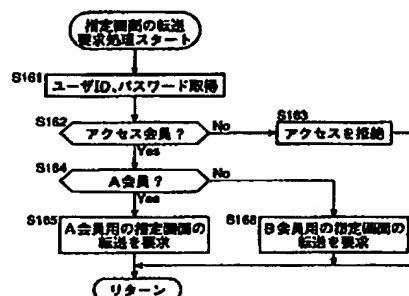 指定画面の転送
要求処理スタート
S161
ユーザID、パスワード取得
S162
アクセス会員？
No
S163
アクセスを拒絶
Yes
S164
A会員？
No
Yes
S165
A会員用の指定画面の
転送を要求
S166
B会員用の指定画面の
転送を要求
リターン